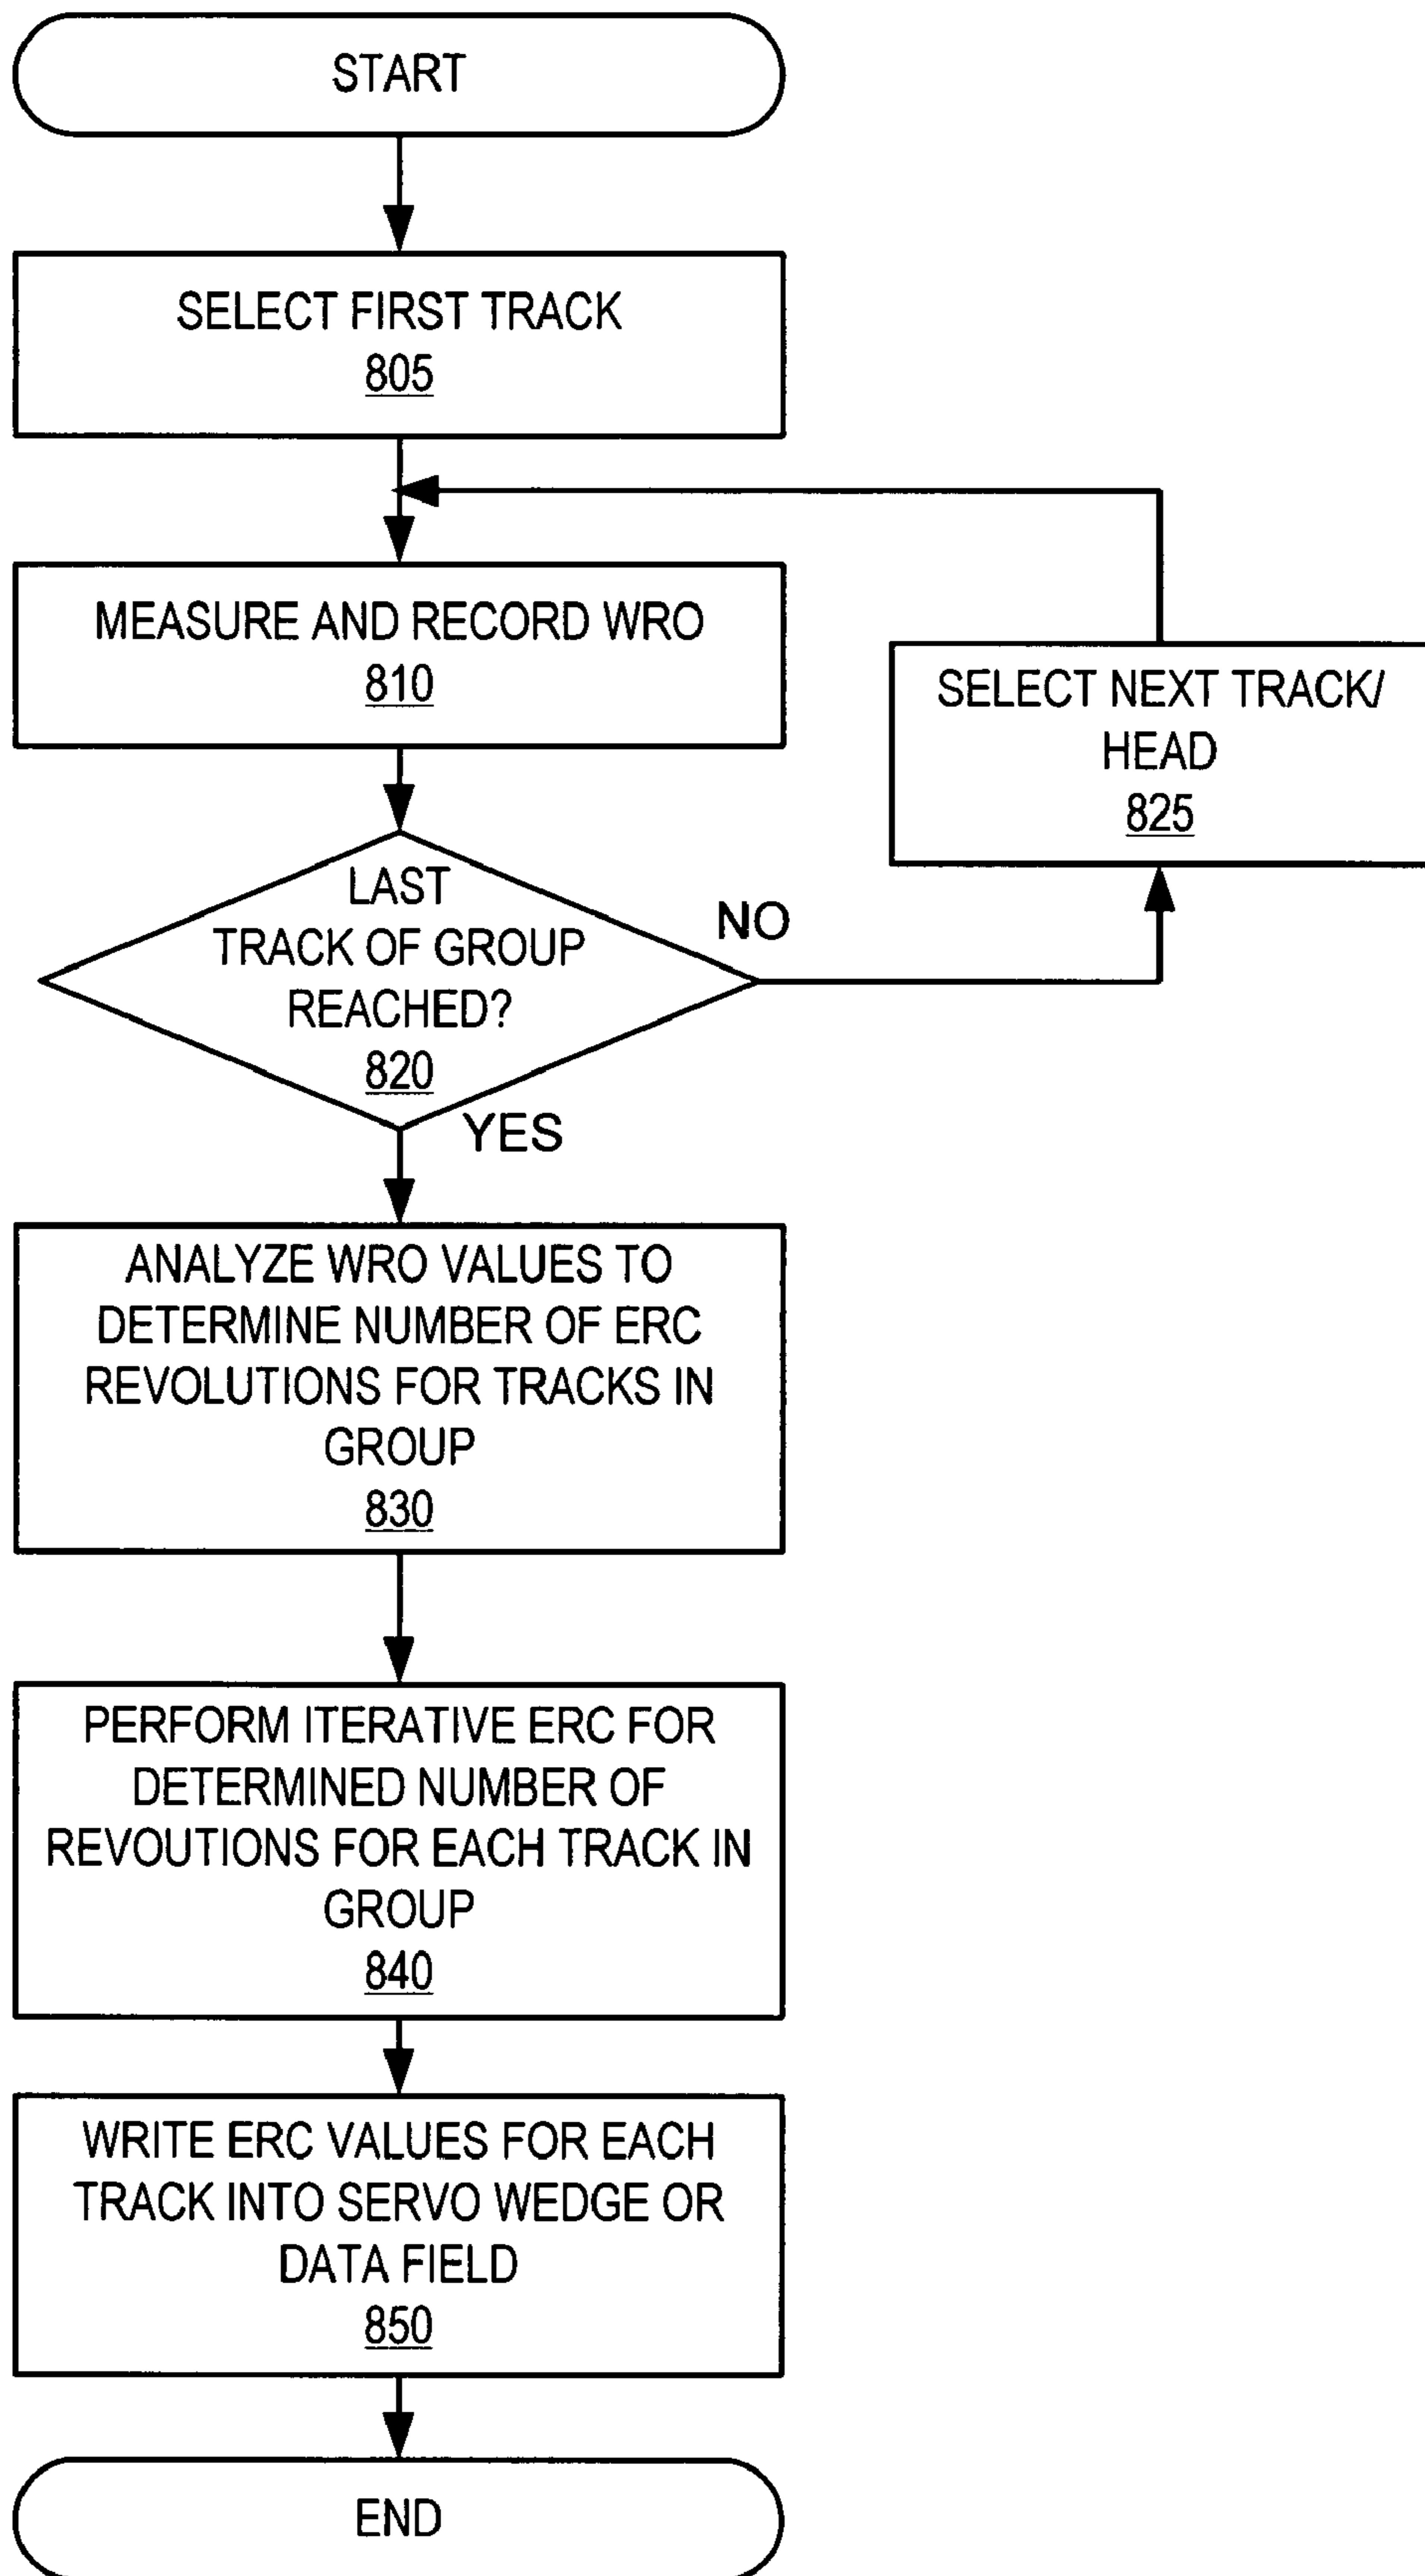 START
SELECT FIRST TRACK
805
MEASURE AND RECORD WRO
810
SELECT NEXT TRACK/
HEAD
825
LAST
TRACK OF GROUP
REACHED?
820
NO
YES
ANALYZE WRO VALUES TO
DETERMINE NUMBER OF ERC
REVOLUTIONS FOR TRACKS IN
GROUP
830
PERFORM ITERATIVE ERC FOR
DETERMINED NUMBER OF
REVOUTIONS FOR EACH TRACK IN
GROUP
840
WRITE ERC VALUES FOR EACH
TRACK INTO SERVO WEDGE OR
DATA FIELD
850
END